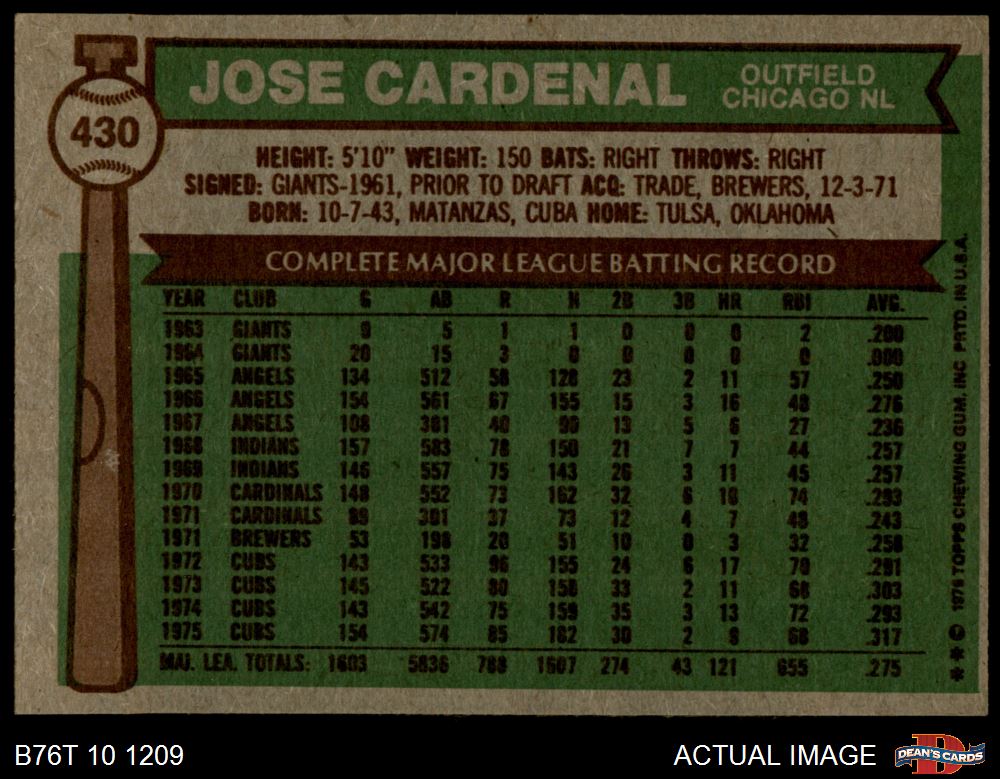 430
JOSE CARDENAL
OUTFIELD
CHICAGO NL
HEIGHT: 5'10" WEIGHT: 150 BATS: RIGHT THROWS: RIGHT
SIGNED: GIANTS-1961, PRIOR TO DRAFT ACQ: TRADE, BREWERS, 12-3-71
BORN: 10-7-43, MATANZAS, CUBA HOME: TULSA, OKLAHOMA
COMPLETE MAJOR LEAGUE BATTING RECORD
YEAR CLUB G AB R H 2B 3B HR RBI AVG.
1963 GIANTS 9 5 1 1 0 0 0 2 .200
1964 GIANTS 20 15 3 0 0 0 0 0 .000
1965 ANGELS 134 512 58 128 23 2 11 57 .250
1966 ANGELS 154 561 67 155 15 3 16 48 .276
1967 ANGELS 108 381 40 90 13 5 6 27 .236
1968 INDIANS 157 583 78 150 21 7 7 44 .257
1969 INDIANS 146 557 75 143 26 3 11 45 .257
1970 CARDINALS 148 552 73 162 32 6 10 74 .293
1971 CARDINALS 89 301 37 73 12 4 7 48 .243
1971 BREWERS 53 198 20 51 10 0 3 32 .258
1972 CUBS 143 533 96 155 24 6 17 70 .291
1973 CUBS 145 522 80 158 33 2 11 68 .303
1974 CUBS 143 542 75 159 35 3 13 72 .293
1975 CUBS 154 574 85 182 30 2 9 68 .317
MAJ. LEA. TOTALS: 1603 5836 788 1607 274 43 121 655 .275
* * © 1976 TOPPS CHEWING GUM, INC PRTD. IN U.S.A.
B76T 10 1209
ACTUAL IMAGE
DEAN'S CARDS